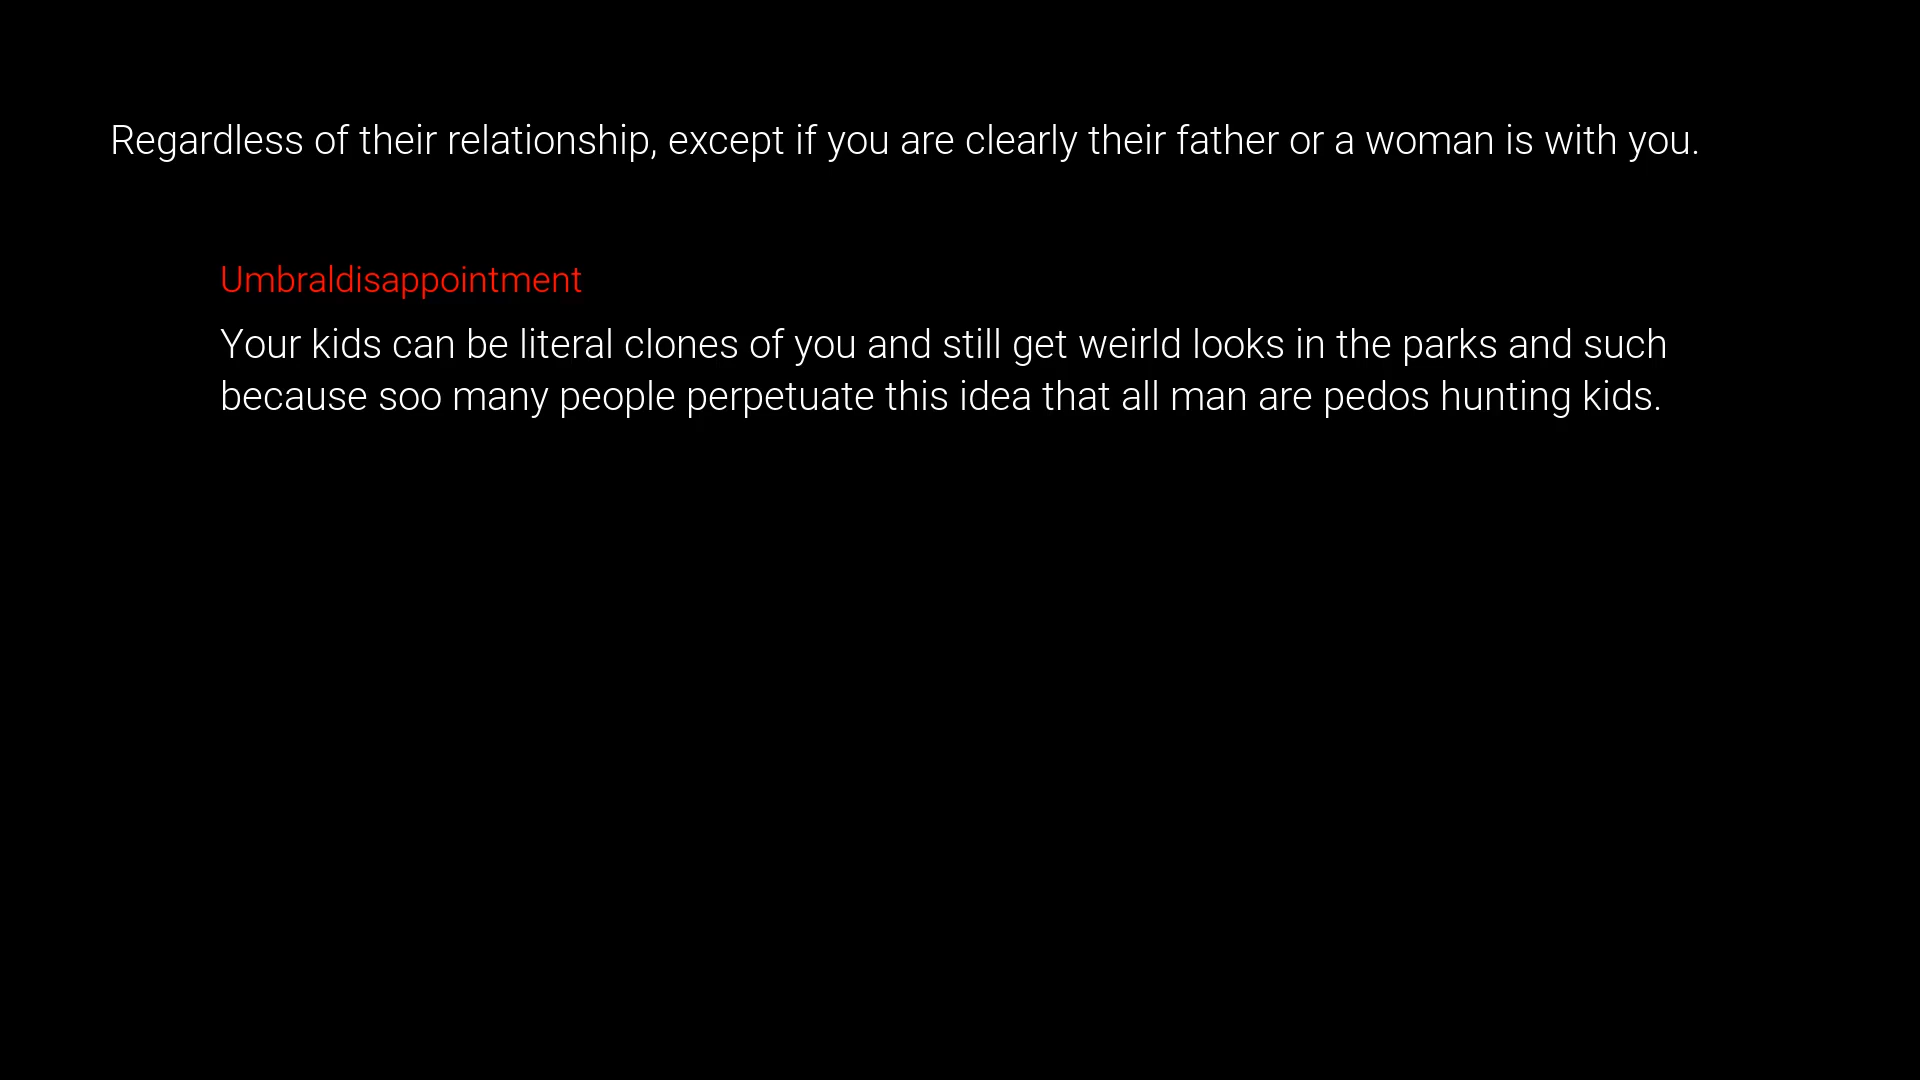 Regardless of their relationship, except if you are clearly their father or a woman is with you.
Umbraldisappointment
Your kids can be literal clones of you and still get weirld looks in the parks and such
because soo many people perpetuate this idea that all man are pedos hunting kids.